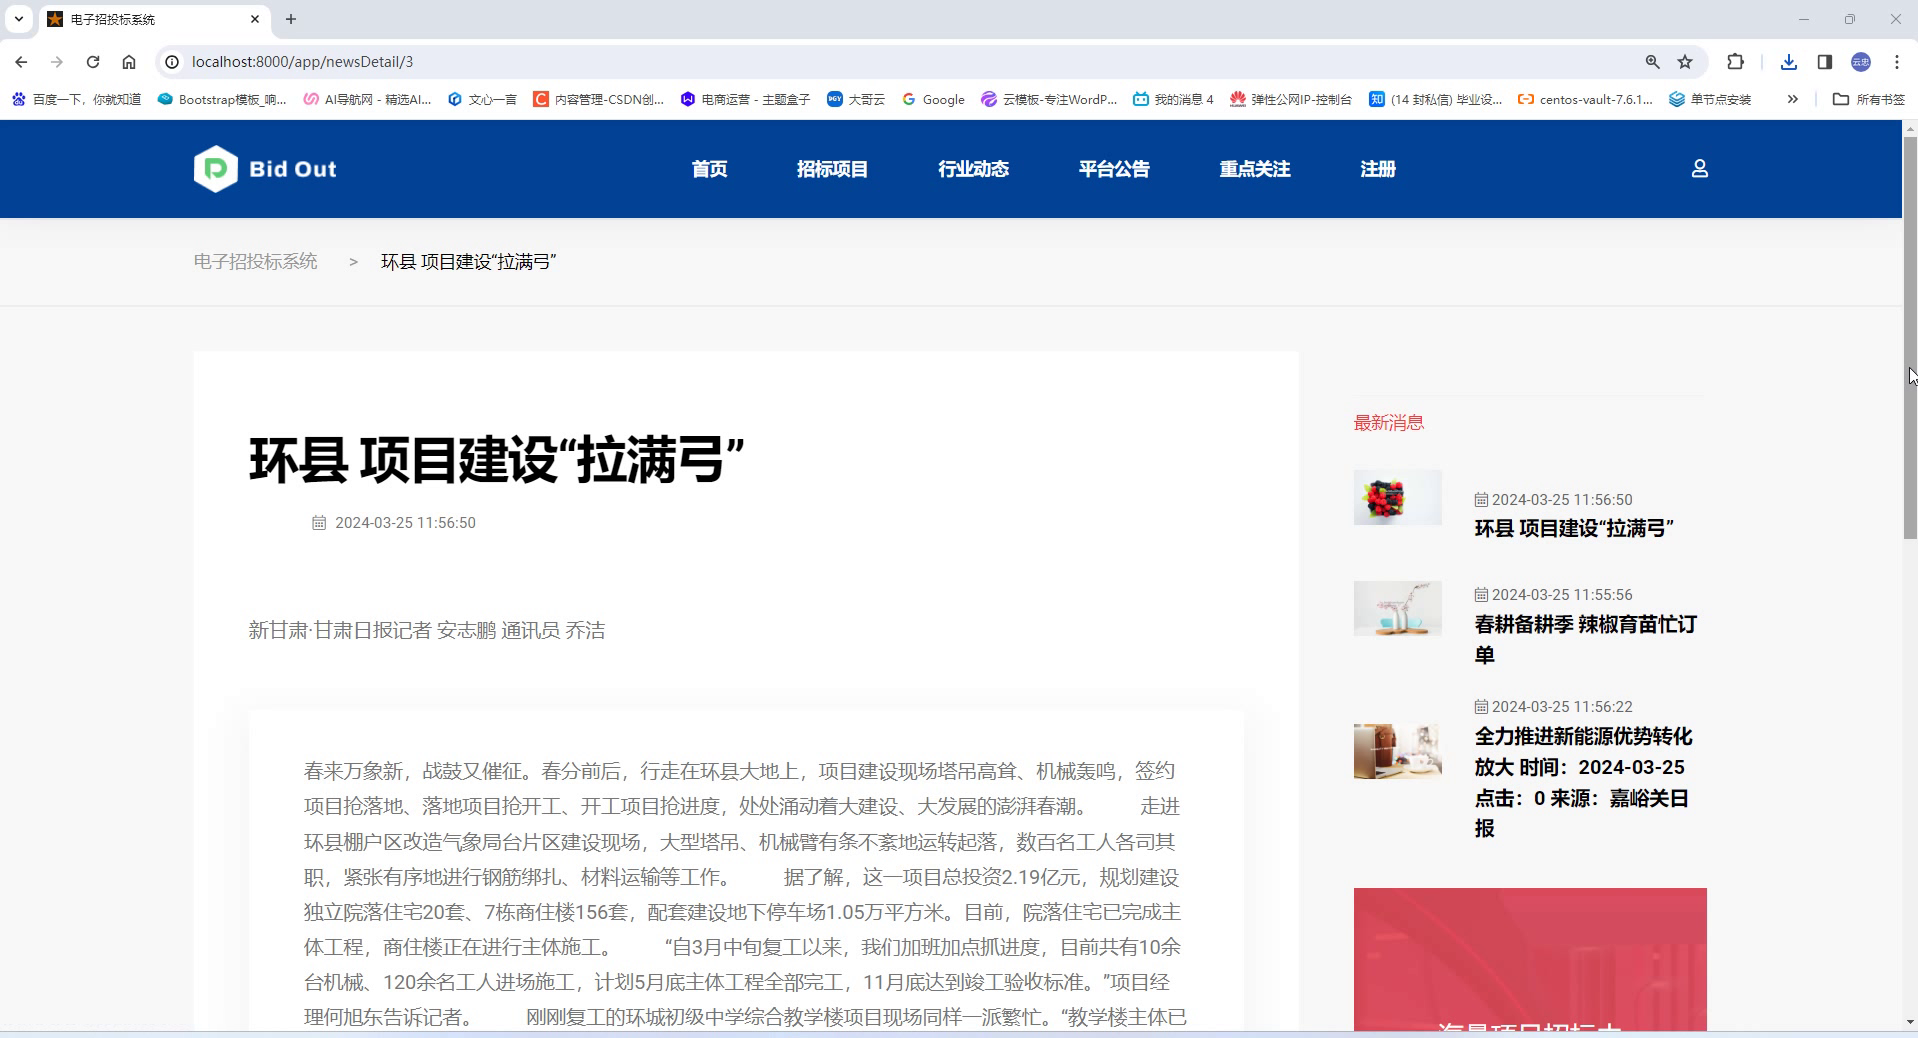 电子招投标系统
localhost:8000/app/newsDetail/3
云忠
百度一下，你就知道
Bootstrap模板_响...
AI导航网 - 精选AI...
文心一言
内容管理-CSDN创...
电商运营 - 主题盒子
大哥云
Google
云模板-专注WordP...
我的消息 4
弹性公网IP-控制台
(14 封私信) 毕业设...
centos-vault-7.6.1...
单节点安装
所有书签
Bid Out
首页
招标项目
行业动态
平台公告
重点关注
注册
电子招投标系统 > 环县 项目建设“拉满弓”
环县 项目建设“拉满弓”
2024-03-25 11:56:50
新甘肃·甘肃日报记者 安志鹏 通讯员 乔洁
春来万象新，战鼓又催征。春分前后，行走在环县大地上，项目建设现场塔吊高耸、机械轰鸣，签约
项目抢落地、落地项目抢开工、开工项目抢进度，处处涌动着大建设、大发展的澎湃春潮。 走进
环县棚户区改造气象局台片区建设现场，大型塔吊、机械臂有条不紊地运转起落，数百名工人各司其
职，紧张有序地进行钢筋绑扎、材料运输等工作。 据了解，这一项目总投资2.19亿元，规划建设
独立院落住宅20套、7栋商住楼156套，配套建设地下停车场1.05万平方米。目前，院落住宅已完成主
体工程，商住楼正在进行主体施工。 “自3月中旬复工以来，我们加班加点抓进度，目前共有10余
台机械、120余名工人进场施工，计划5月底主体工程全部完工，11月底达到竣工验收标准。”项目经
理何旭东告诉记者。 刚刚复工的环城初级中学综合教学楼项目现场同样一派繁忙。“教学楼主体已
最新消息
2024-03-25 11:56:50
环县 项目建设“拉满弓”
2024-03-25 11:55:56
春耕备耕季 辣椒育苗忙订
单
2024-03-25 11:56:22
全力推进新能源优势转化
放大 时间：2024-03-25
点击：0 来源：嘉峪关日
报